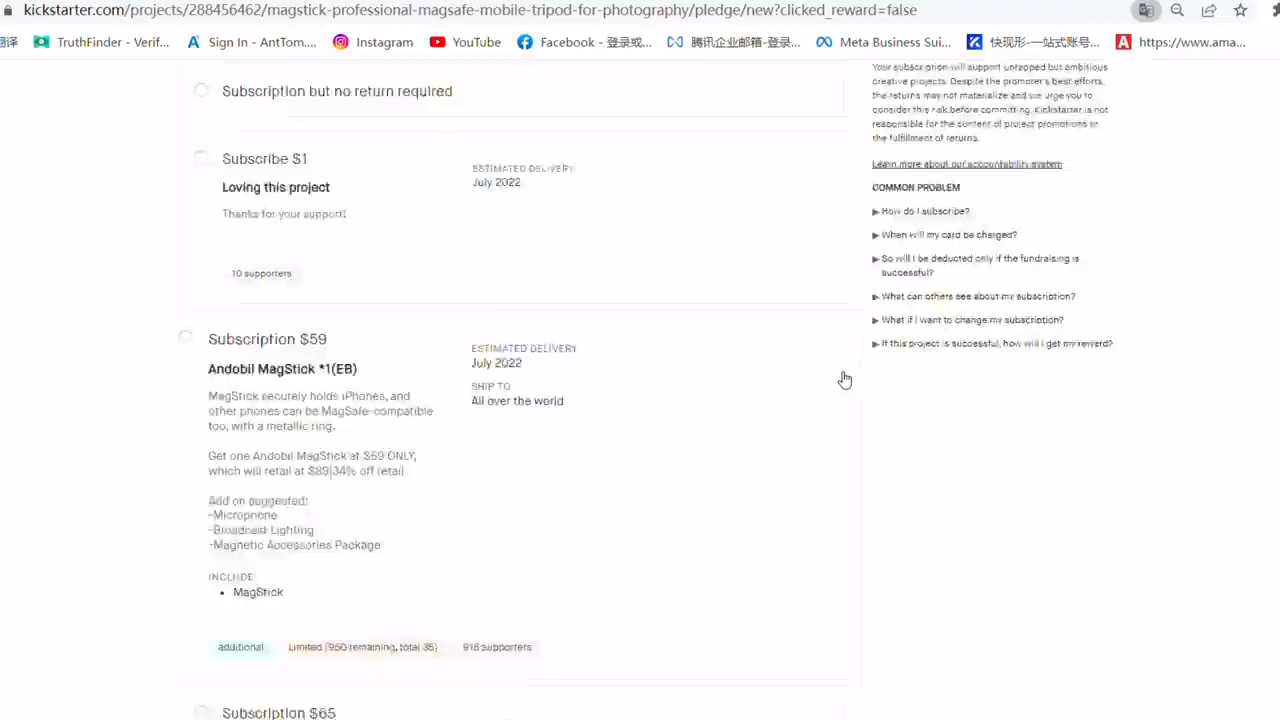 kickstarter.com/projects/288456462/magstick-professional-magsafe-mobile-tripod-for-photography/pledge/new?clicked_reward=false
翻译 TruthFinder - Verif... Sign In - AntTom... Instagram YouTube Facebook - 登录或... 腾讯企业邮箱-登录... Meta Business Sui... 快现形-一站式账号... https://www.ama...
Subscription but no return required
Subscribe $1
Loving this project
Thanks for your support!
10 supporters
ESTIMATED DELIVERY
July 2022
Subscription $59
Andobil MagStick *1(EB)
MagStick securely holds iPhones, and
other phones can be MagSafe-compatible
too, with a metallic ring.
Get one Andobil MagStick at $59 ONLY,
which will retail at $89|34% off retail
Add on suggested:
-Microphone
-Broadcast Lighting
-Magnetic Accessories Package
INCLUDE
• MagStick
additional Limited (950 remaining, total 35) supporters
ESTIMATED DELIVERY
July 2022
SHIP TO
All over the world
Subscription $65
Your subscription will support untapped but ambitious
creative projects. Despite the promoter's best efforts,
the returns may not materialize and we urge you to
consider this risk before committing. Kickstarter is not
responsible for the content of project promotions or
the fulfillment of returns.
Learn more about our accountability system
COMMON PROBLEM
▶ How do I subscribe?
▶ When will my card be charged?
▶ So will I be deducted only if the fundraising is
successful?
▶ What can others see about my subscription?
▶ What if I want to change my subscription?
▶ If this project is successful, how will I get my reward?